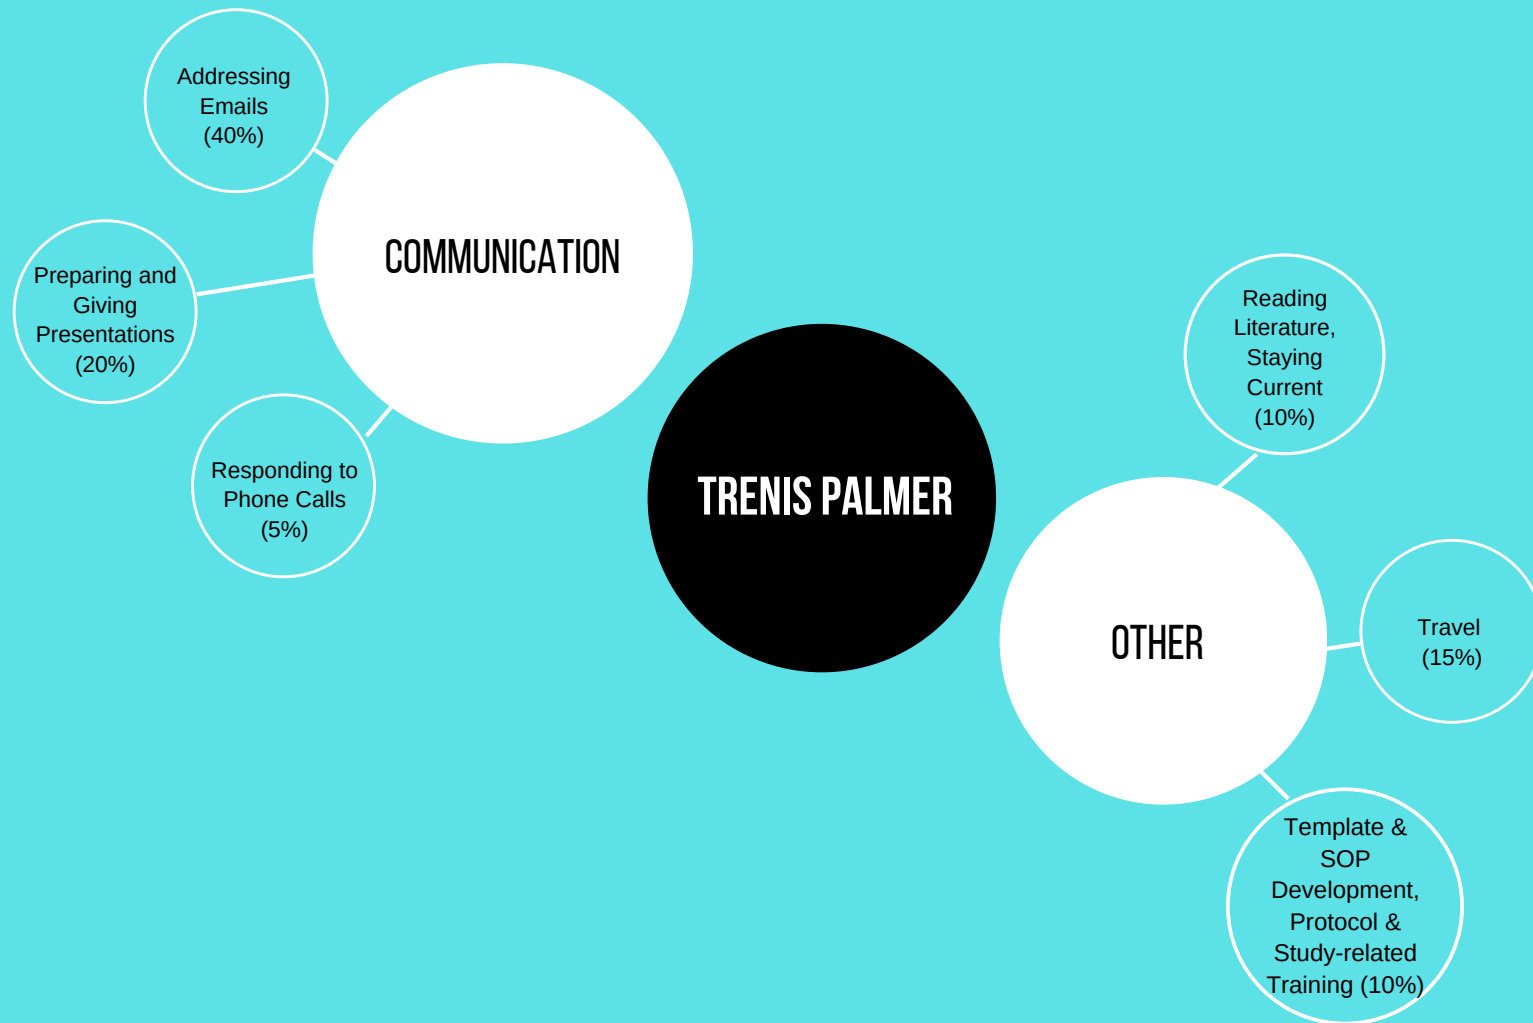 Addressing
Emails
(40%)
COMMUNICATION
Preparing and
Giving
Presentations
(20%)
Responding to
Phone Calls
(5%)
TRENIS PALMER
Reading
Literature,
Staying
Current
(10%)
OTHER
Travel
(15%)
Template &
SOP
Development,
Protocol &
Study-related
Training (10%)